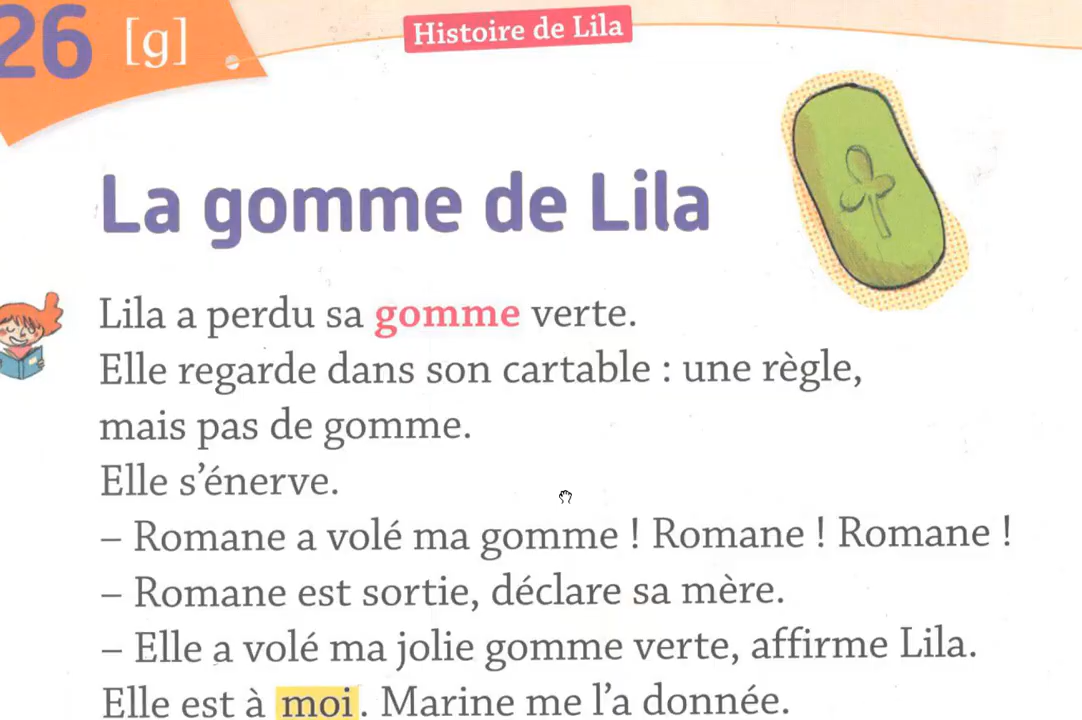 26 [g]
Histoire de Lila
La gomme de Lila
Lila a perdu sa gomme verte.
Elle regarde dans son cartable : une règle,
mais pas de gomme.
Elle s'énerve.
– Romane a volé ma gomme ! Romane ! Romane !
– Romane est sortie, déclare sa mère.
– Elle a volé ma jolie gomme verte, affirme Lila.
Elle est à moi. Marine me l'a donnée.